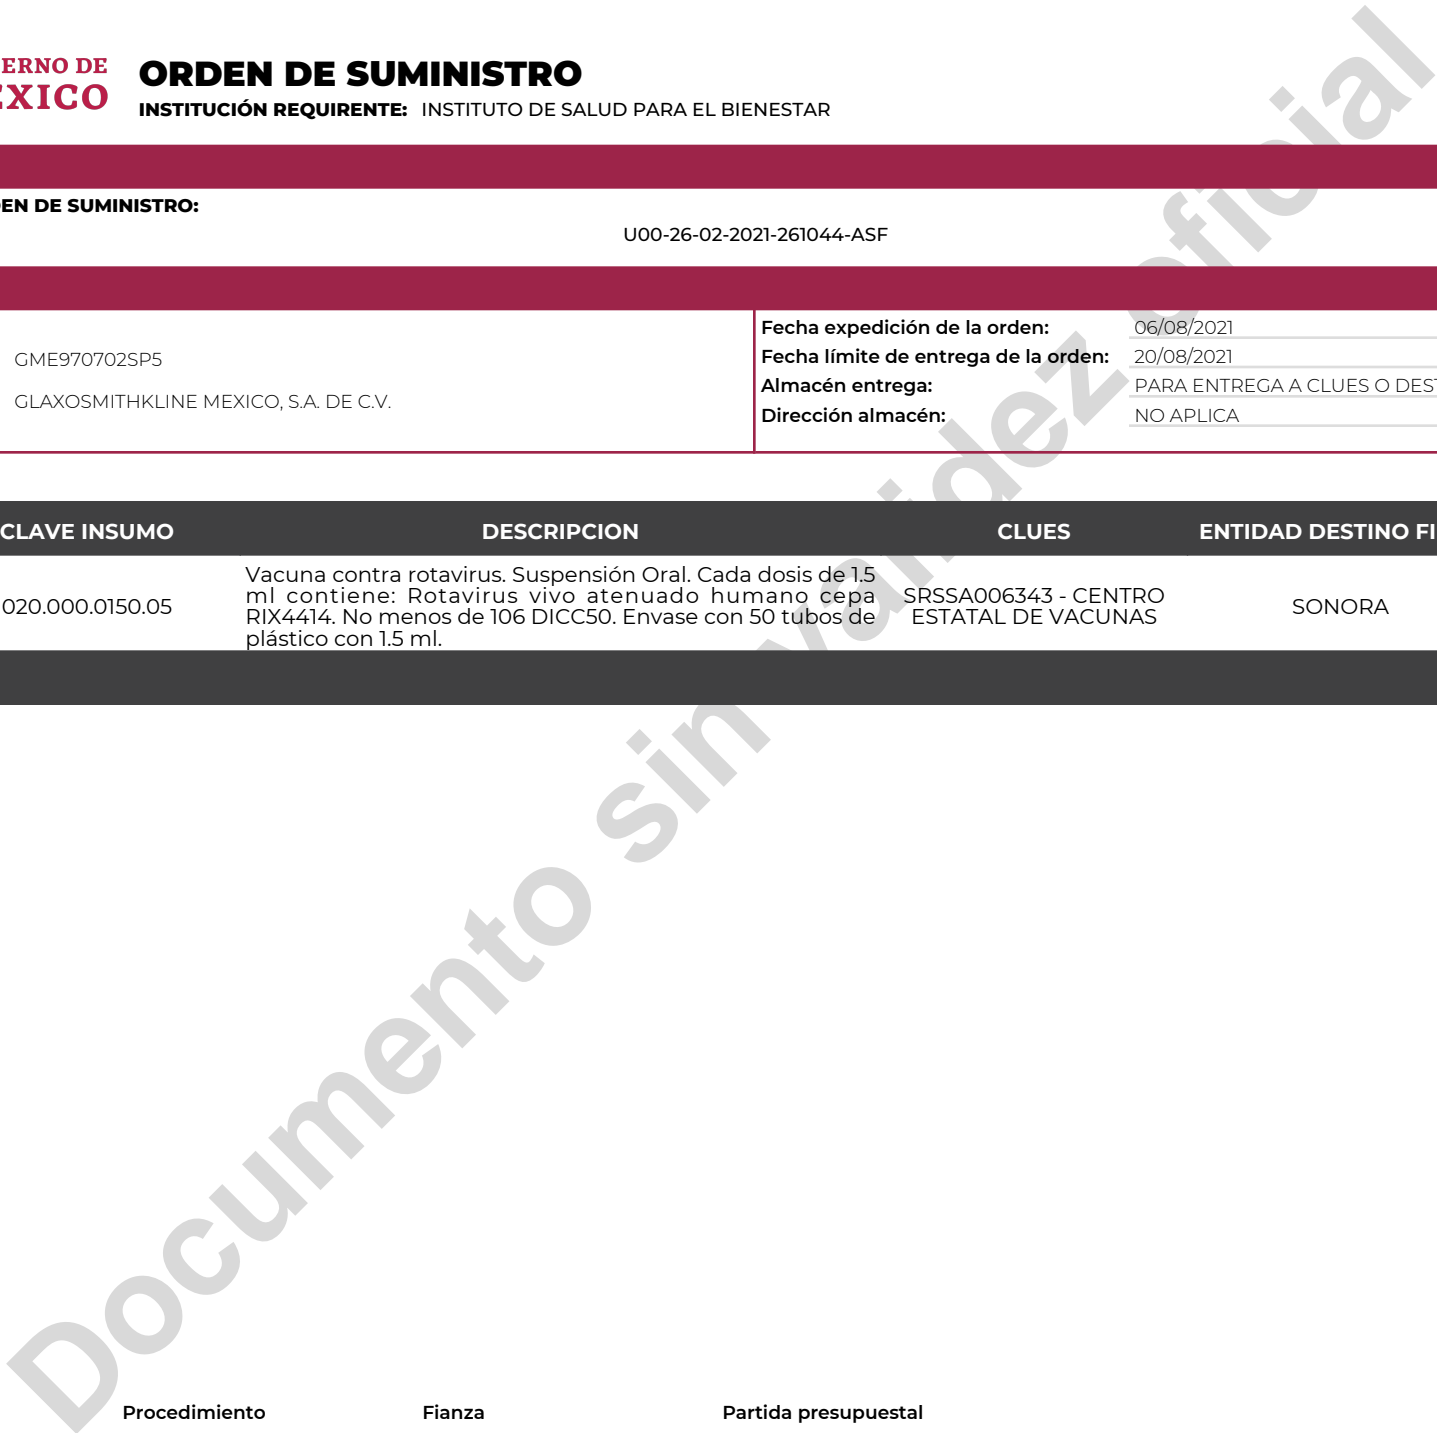 ERNO DE
EXICO
ORDEN DE SUMINISTRO
INSTITUCIÓN REQUIRENTE: INSTITUTO DE SALUD PARA EL BIENESTAR
EN DE SUMINISTRO:
U00-26-02-2021-261044-ASF
GME970702SP5
GLAXOSMITHKLINE MEXICO, S.A. DE C.V.
Fecha expedición de la orden: 06/08/2021
Fecha límite de entrega de la orden: 20/08/2021
Almacén entrega: PARA ENTREGA A CLUES O DEST
Dirección almacén: NO APLICA
CLAVE INSUMO DESCRIPCION CLUES ENTIDAD DESTINO FI
020.000.0150.05
Vacuna contra rotavirus. Suspensión Oral. Cada dosis de 1.5
ml contiene: Rotavirus vivo atenuado humano cepa
RIX4414. No menos de 106 DICC50. Envase con 50 tubos de
plástico con 1.5 ml.
SRSSA006343 - CENTRO
ESTATAL DE VACUNAS
SONORA
Documento sin validez oficial
Procedimiento Fianza Partida presupuestal